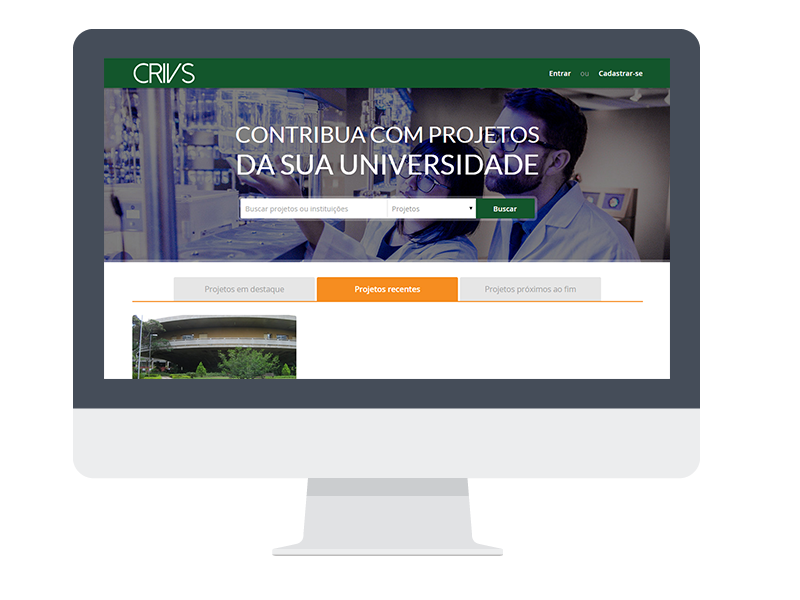 CRIVS
Entrar ou Cadastrar-se
CONTRIBUA COM PROJETOS
DA SUA UNIVERSIDADE
Buscar projetos ou instituições Projetos Buscar
Projetos em destaque Projetos recentes Projetos próximos ao fim